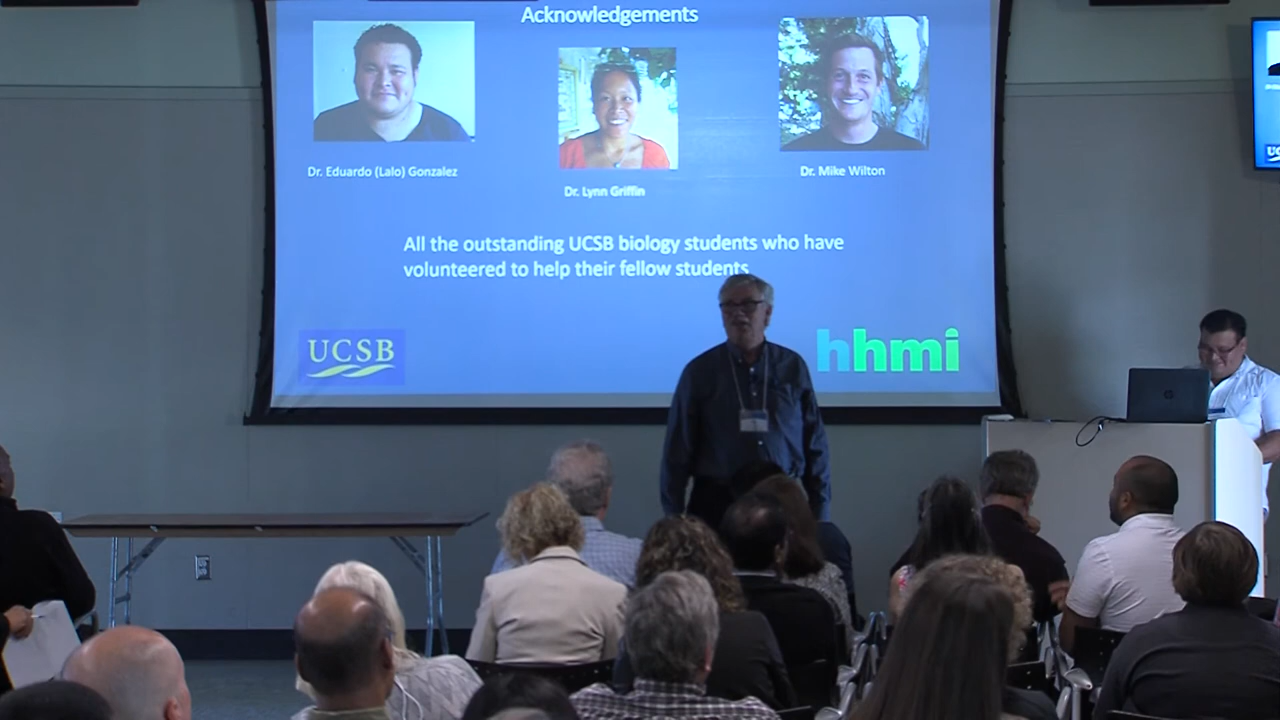 Acknowledgements
Dr. Eduardo (Lalo) Gonzalez
Dr. Lynn Griffin
Dr. Mike Wilton
All the outstanding UCSB biology students who have
volunteered to help their fellow students
UCSB
hhmi